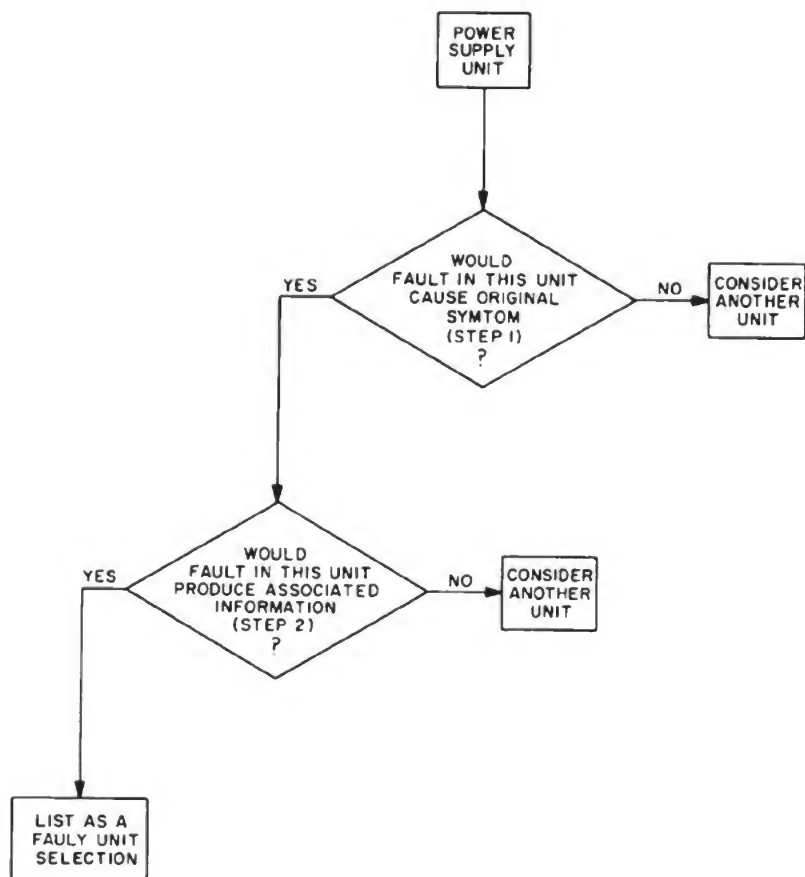 POWER
SUPPLY
UNIT
WOULD
FAULT IN THIS UNIT
CAUSE ORIGINAL
SYMTOM
(STEP 1)
?
YES
NO
CONSIDER
ANOTHER
UNIT
WOULD
FAULT IN THIS UNIT
PRODUCE ASSOCIATED
INFORMATION
(STEP 2)
?
YES
NO
CONSIDER
ANOTHER
UNIT
LIST AS A
FAULY UNIT
SELECTION